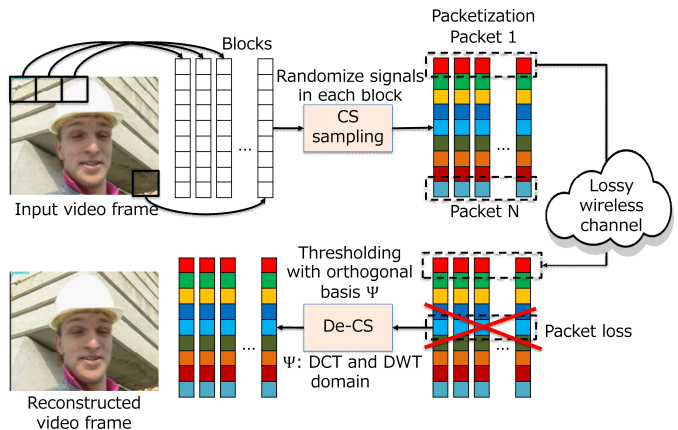 Packetization
Packet 1
Blocks
Randomize signals
in each block
CS
sampling
...
...
Input video frame
Packet N
Lossy
wireless
channel
Thresholding
with orthogonal
basis Ψ
De-CS
Packet loss
...
...
Ψ: DCT and DWT
domain
Reconstructed
video frame